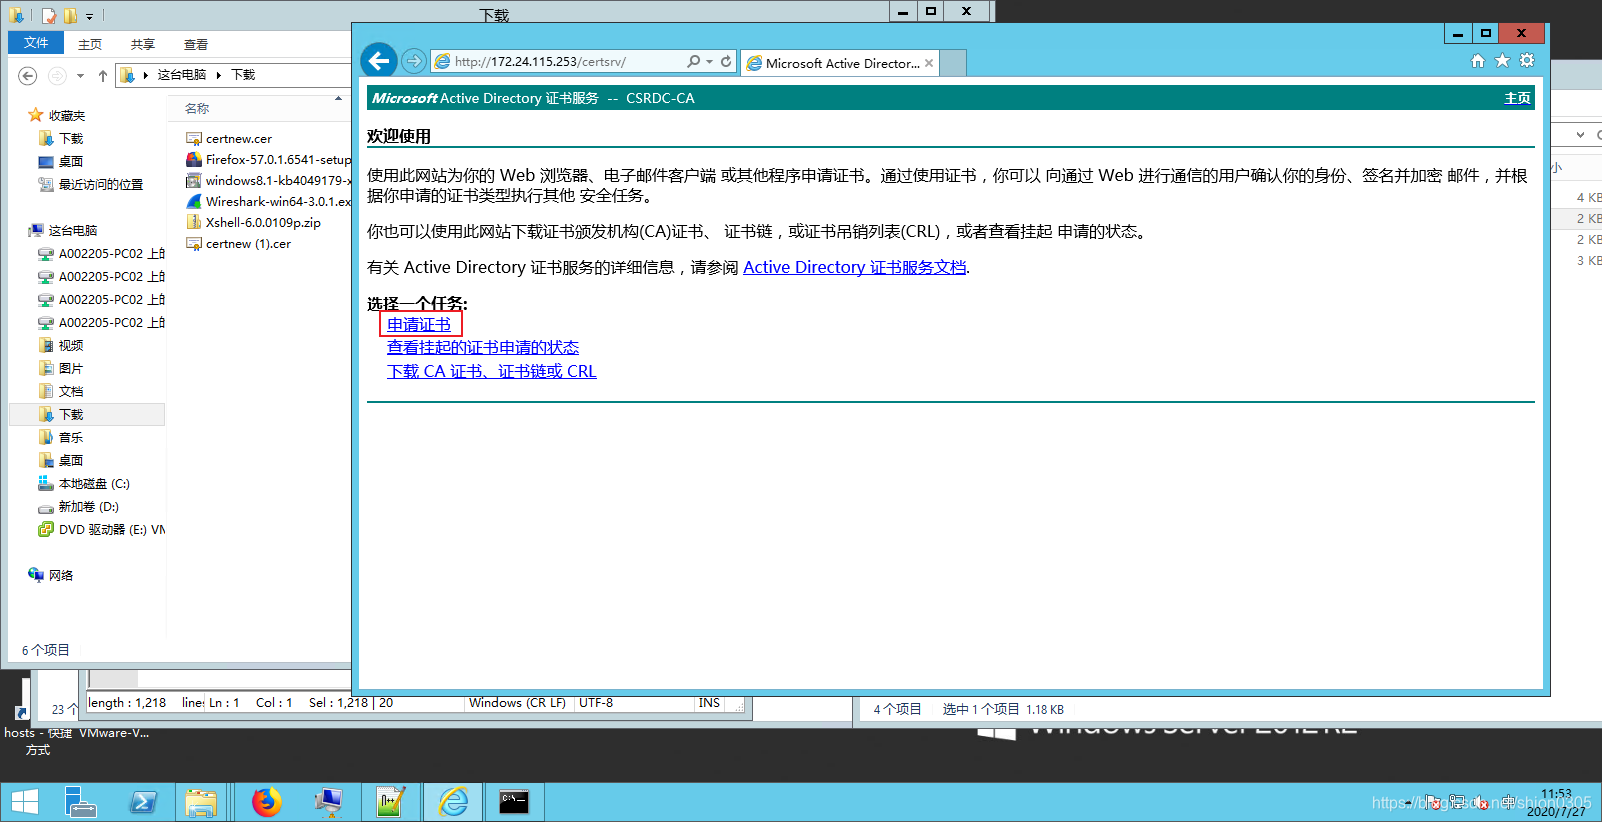 下载
文件 主页 共享 查看
这台电脑 下载
收藏夹
下载
桌面
最近访问的位置
这台电脑
A002205-PC02 上的
A002205-PC02 上的
A002205-PC02 上的
A002205-PC02 上的
视频
图片
文档
下载
音乐
桌面
本地磁盘 (C:)
新加卷 (D:)
DVD 驱动器 (E:) VM
网络
名称
certnew.cer
Firefox-57.0.1.6541-setup
windows8.1-kb4049179-x
Wireshark-win64-3.0.1.ex
Xshell-6.0.0109p.zip
certnew (1).cer
6 个项目
http://172.24.115.253/certsrv/
Microsoft Active Director...
Microsoft Active Directory 证书服务 -- CSRDC-CA 主页
欢迎使用
使用此网站为你的 Web 浏览器、电子邮件客户端 或其他程序申请证书。通过使用证书，你可以 向通过 Web 进行通信的用户确认你的身份、签名并加密 邮件，并根
据你申请的证书类型执行其他 安全任务。
你也可以使用此网站下载证书颁发机构(CA)证书、 证书链，或证书吊销列表(CRL)，或者查看挂起 申请的状态。
有关 Active Directory 证书服务的详细信息，请参阅 Active Directory 证书服务文档.
选择一个任务:
申请证书
查看挂起的证书申请的状态
下载 CA 证书、证书链或 CRL
小
4 KB
2 KB
2 KB
3 KB
23 个
length : 1,218 lines Ln : 1 Col : 1 Sel : 1,218 | 20 Windows (CR LF) UTF-8 INS
4 个项目 选中 1 个项目 1.18 KB
hosts - 快捷 VMware-V...
方式
Windows Server 2012 R2
https://blog.csdn.net/shion0305
中
11:53
2020/7/27